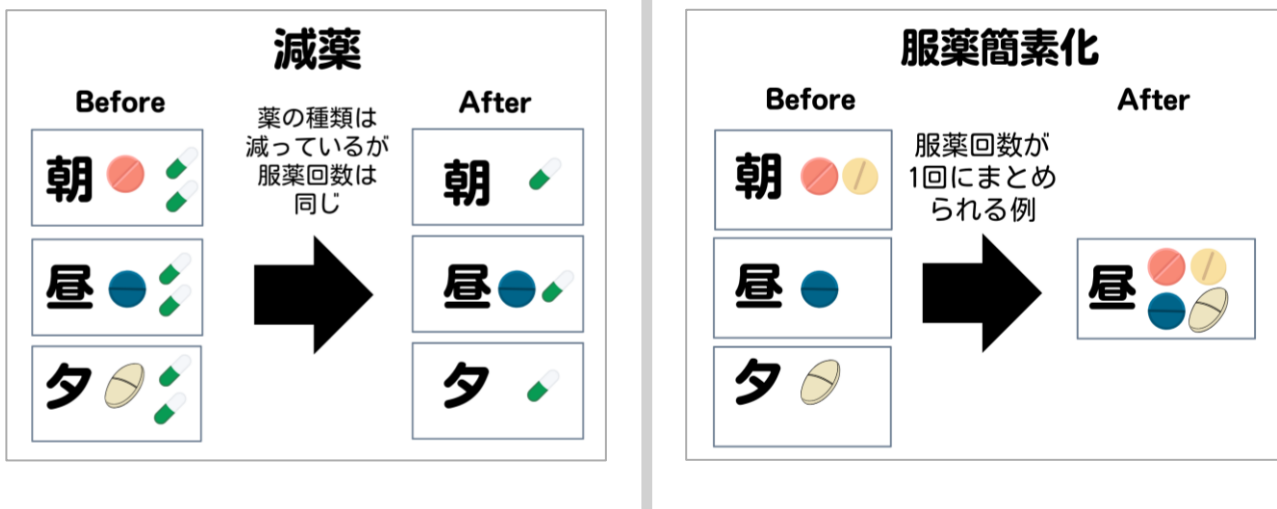 減薬
Before
After
薬の種類は
減っているが
服薬回数は
同じ
朝
昼
夕
朝
昼
夕
服薬簡素化
Before
After
服薬回数が
1回にまとめ
られる例
朝
昼
夕
昼